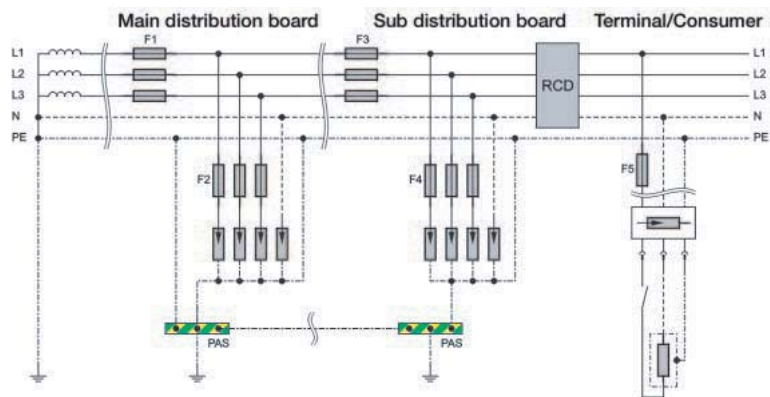 Main distribution board Sub distribution board Terminal/Consumer
F1 F3
L1 L1
L2 L2
RCD
L3 L3
N N
PE PE
F2 F4 F5
PAS PAS